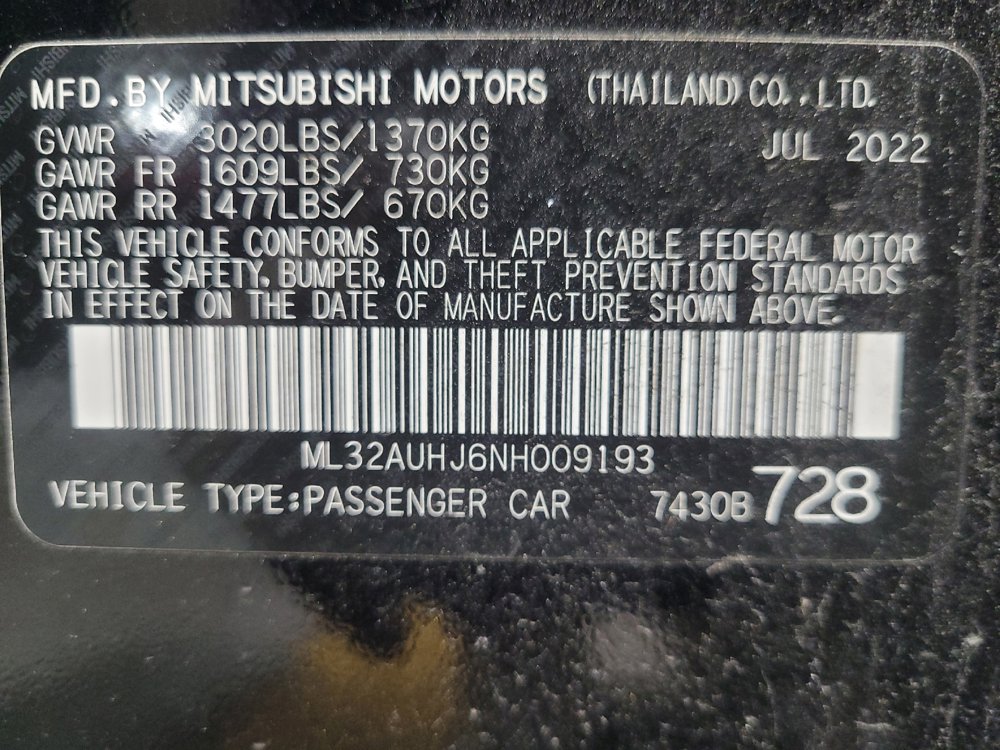 MFD.BY MITSUBISHI MOTORS (THAILAND) CO.,LTD.
GVWR 3020LBS/1370KG JUL 2022
GAWR FR 1609LBS/ 730KG
GAWR RR 1477LBS/ 670KG
THIS VEHICLE CONFORMS TO ALL APPLICABLE FEDERAL MOTOR
VEHICLE SAFETY, BUMPER, AND THEFT PREVENTION STANDARDS
IN EFFECT ON THE DATE OF MANUFACTURE SHOWN ABOVE.
ML32AUHJ6NH009193
VEHICLE TYPE:PASSENGER CAR 7430B728